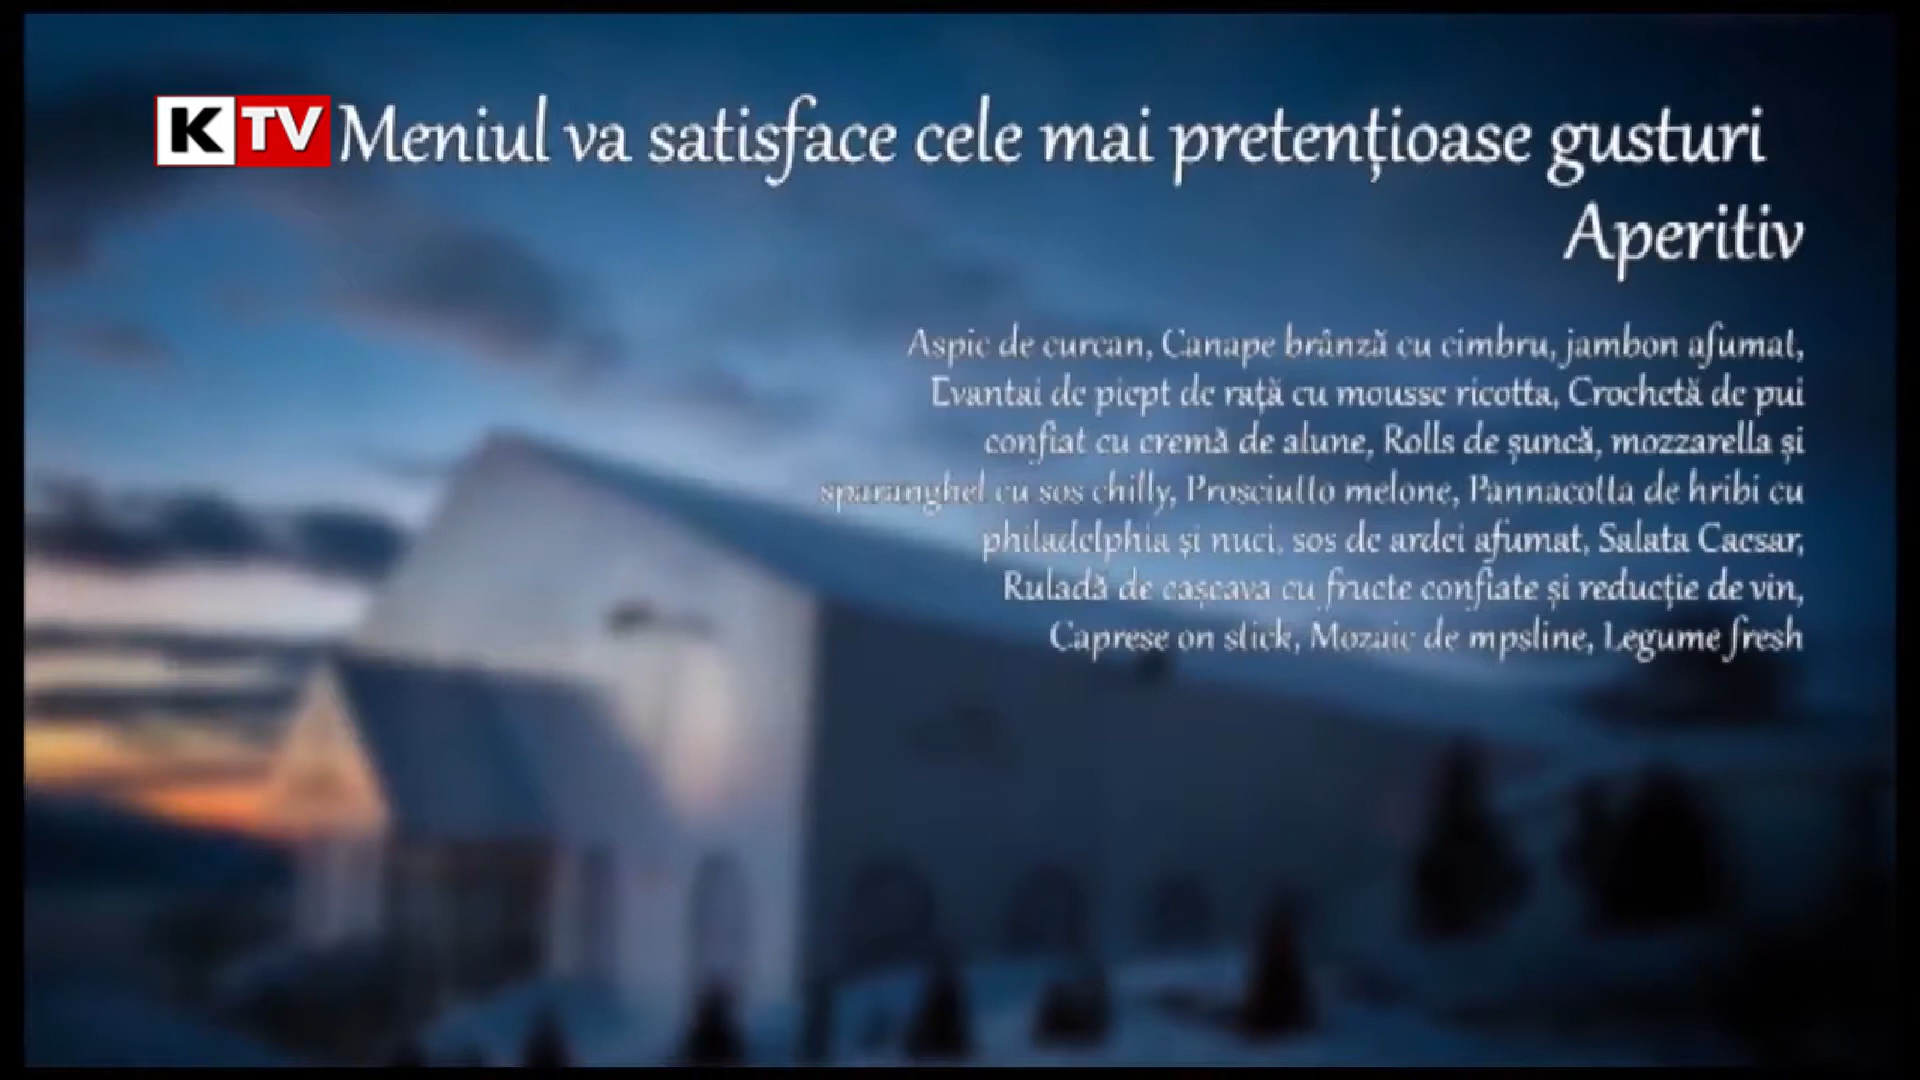 KTV Meniul va satisface cele mai pretențioase gusturi
Aperitiv
Aspic de curcan, Canape brânză cu cimbru, jambon afumat,
Evantai de piept de rață cu mousse ricotta, Crochetă de pui
confiat cu cremă de alune, Rolls de șuncă, mozzarella și
sparanghel cu sos chilly, Prosciutto melone, Pannacotta de hribi cu
philadelphia și nuci, sos de ardei afumat, Salata Caesar,
Ruladă de cașcava cu fructe confiate și reducție de vin,
Caprese on stick, Mozaic de mpsline, Legume fresh